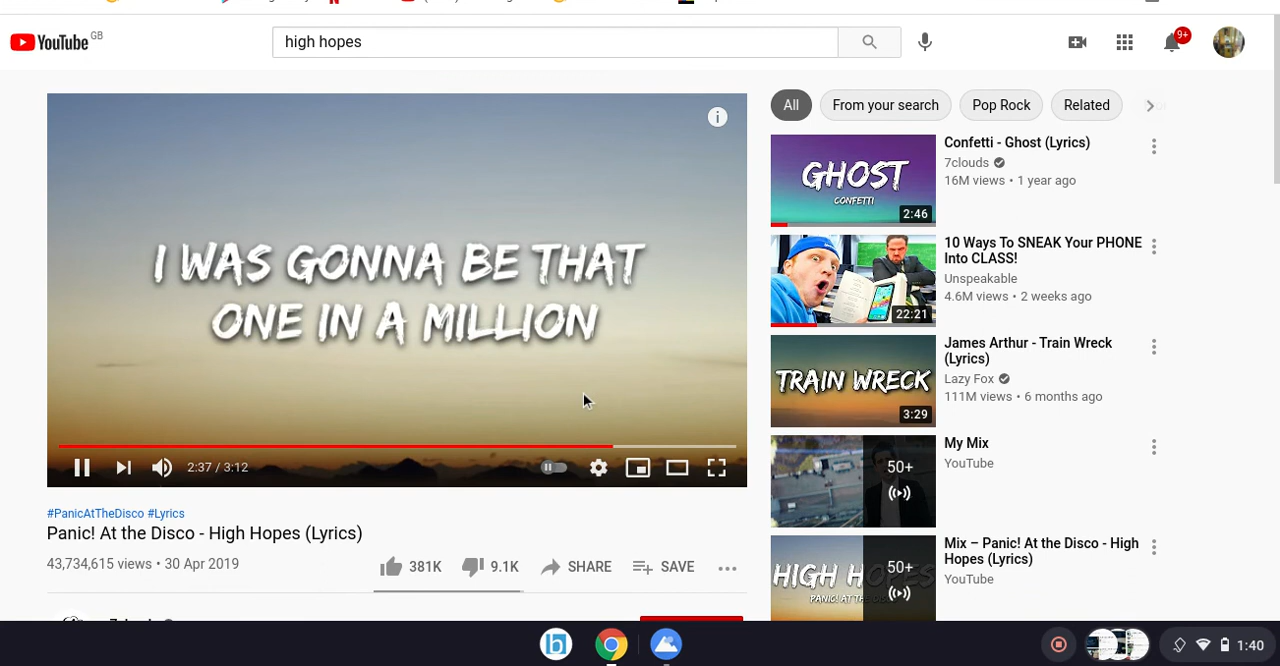 YouTube GB
high hopes
9+
I WAS GONNA BE THAT
ONE IN A MILLION
2:37 / 3:12
#PanicAtTheDisco #Lyrics
Panic! At the Disco - High Hopes (Lyrics)
43,734,615 views • 30 Apr 2019
381K
9.1K
SHARE
SAVE
All
From your search
Pop Rock
Related
GHOST
CONFETTI
2:46
Confetti - Ghost (Lyrics)
7clouds
16M views • 1 year ago
22:21
10 Ways To SNEAK Your PHONE
Into CLASS!
Unspeakable
4.6M views • 2 weeks ago
TRAIN WRECK
3:29
James Arthur - Train Wreck
(Lyrics)
Lazy Fox
111M views • 6 months ago
50+
My Mix
YouTube
HIGH HOPES
PANIC! AT THE DISCO
50+
Mix – Panic! At the Disco - High
Hopes (Lyrics)
YouTube
1:40